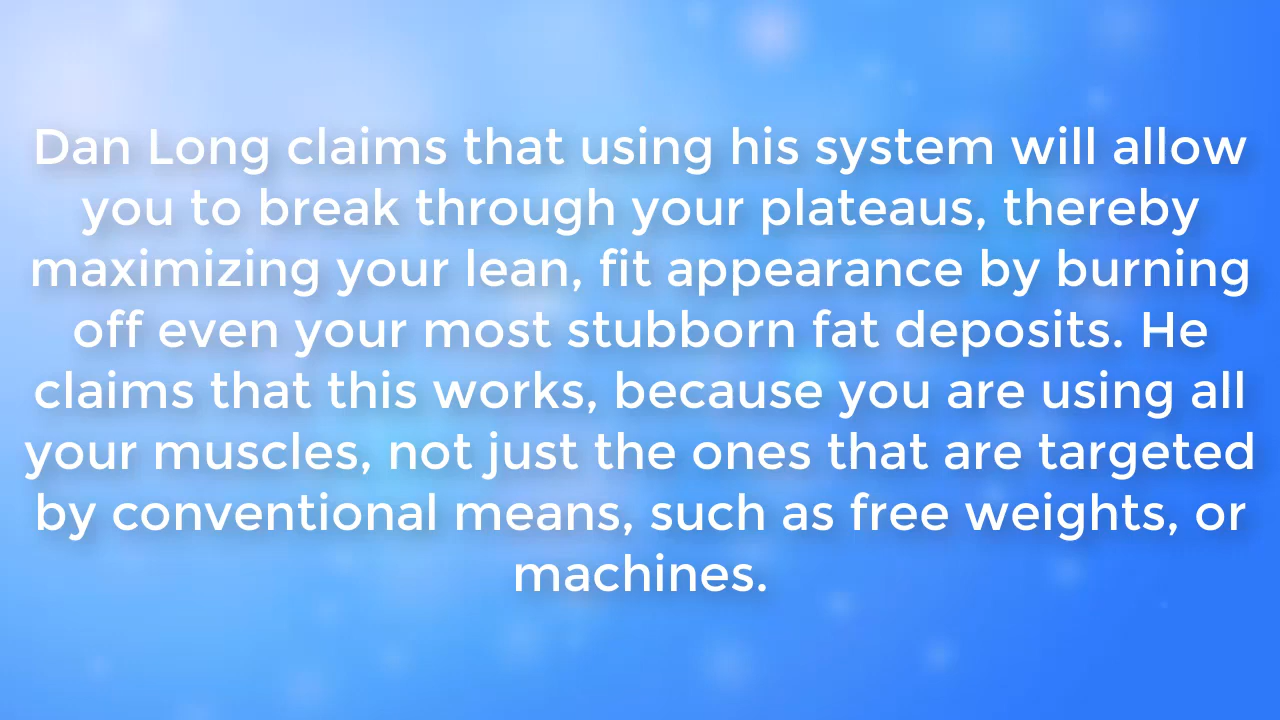 Dan Long claims that using his system will allow
you to break through your plateaus, thereby
maximizing your lean, fit appearance by burning
off even your most stubborn fat deposits. He
claims that this works, because you are using all
your muscles, not just the ones that are targeted
by conventional means, such as free weights, or
machines.